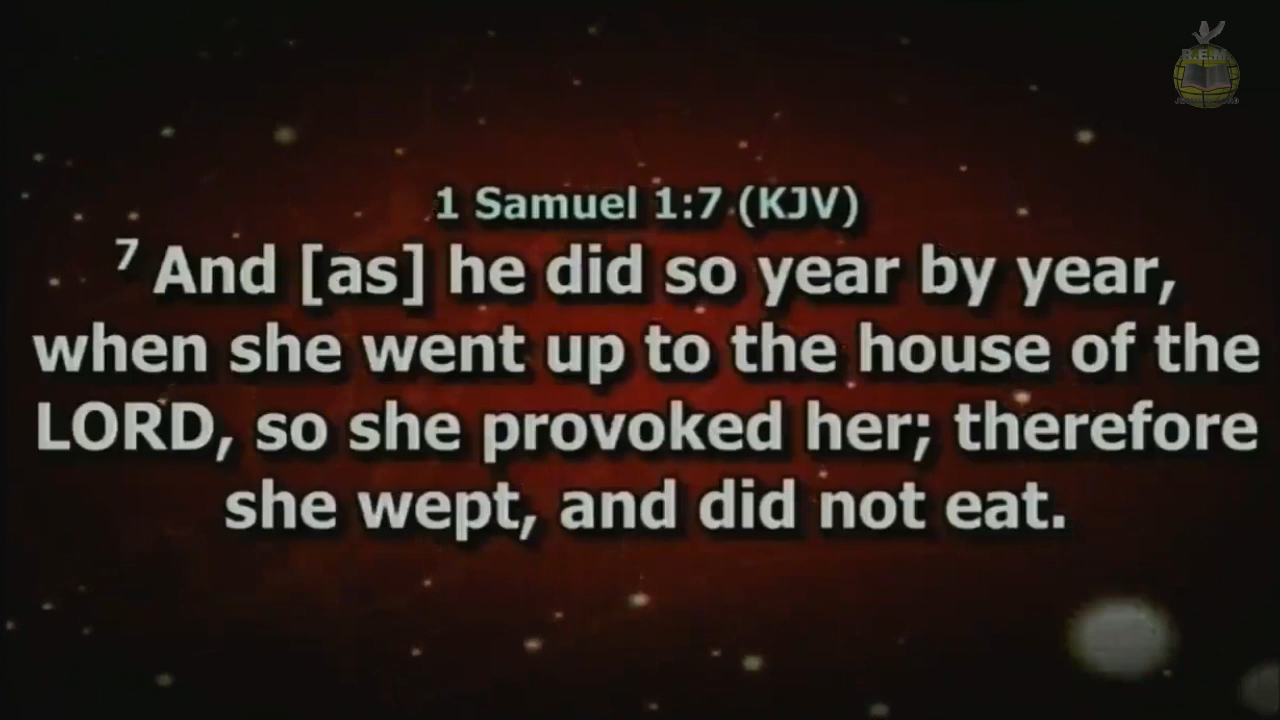 R.E.M
1 Samuel 1:7 (KJV)
7 And [as] he did so year by year,
when she went up to the house of the
LORD, so she provoked her; therefore
she wept, and did not eat.